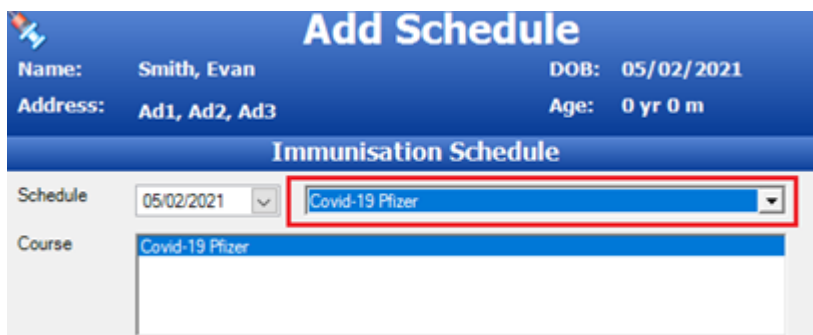 Add Schedule
Name: Smith, Evan DOB: 05/02/2021
Address: Ad1, Ad2, Ad3 Age: 0 yr 0 m
Immunisation Schedule
Schedule 05/02/2021 Covid-19 Pfizer
Course Covid-19 Pfizer